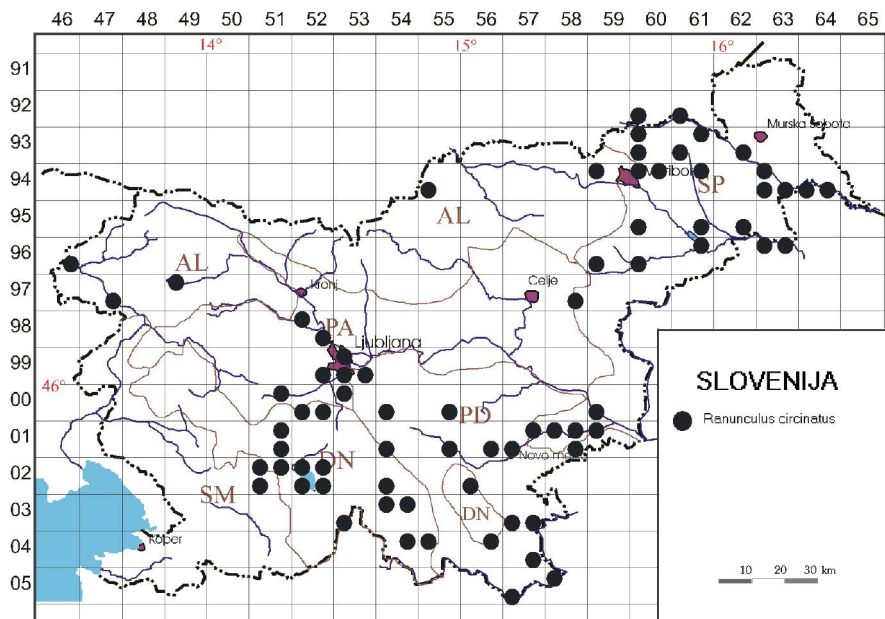 46 47 48 49 50 51 52 53 54 55 56 57 58 59 60 61 62 63 64 65
14° 15° 16°
91
92
93 Murska Sobota
94 Maribor
SP
95 AL
96 AL
97 Kranj Celje
98 PA
Ljubljana
99
46°
00 SLOVENIJA
PD Ranunculus circinatus
01
Novo mesto
02 DN
SM
03 DN
04 Koper
05
10 20 30 km